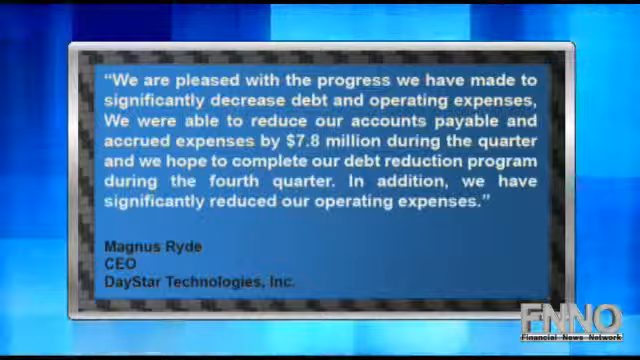 “We are pleased with the progress we have made to
significantly decrease debt and operating expenses,
We were able to reduce our accounts payable and
accrued expenses by $7.8 million during the quarter
and we hope to complete our debt reduction program
during the fourth quarter. In addition, we have
significantly reduced our operating expenses.”
Magnus Ryde
CEO
DayStar Technologies, Inc.
FNNO
Financial News Network